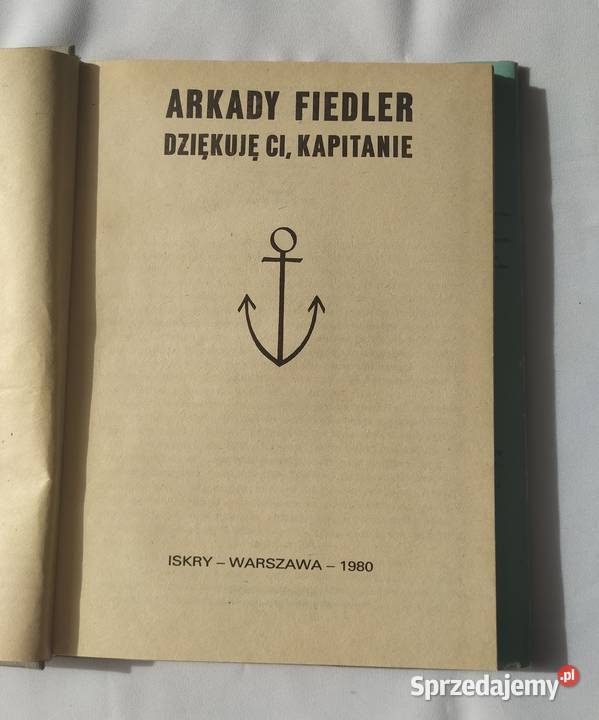 ARKADY FIEDLER
DZIĘKUJĘ CI, KAPITANIE
ISKRY – WARSZAWA – 1980
Sprzedajemy.pl